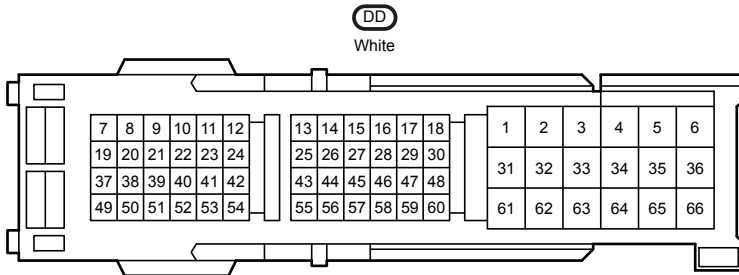 DD
White
7 8 9 10 11 12 13 14 15 16 17 18 1 2 3 4 5 6
19 20 21 22 23 24 25 26 27 28 29 30 31 32 33 34 35 36
37 38 39 40 41 42 43 44 45 46 47 48
49 50 51 52 53 54 55 56 57 58 59 60 61 62 63 64 65 66